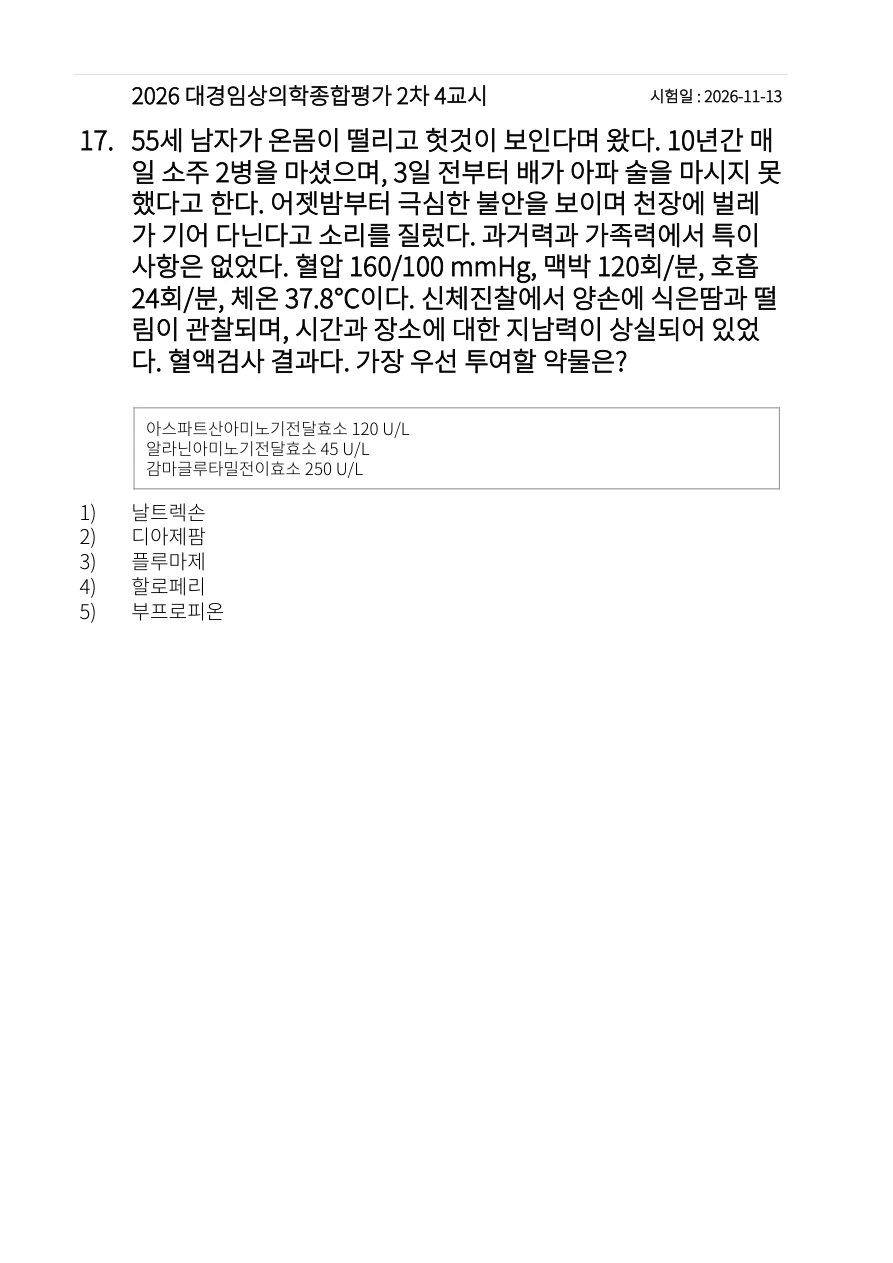 2026 대경임상의학종합평가 2차 4교시 시험일 : 2026-11-13
17. 55세 남자가 온몸이 떨리고 헛것이 보인다며 왔다. 10년간 매
일 소주 2병을 마셨으며, 3일 전부터 배가 아파 술을 마시지 못
했다고 한다. 어젯밤부터 극심한 불안을 보이며 천장에 벌레
가 기어 다닌다고 소리를 질렀다. 과거력과 가족력에서 특이
사항은 없었다. 혈압 160/100 mmHg, 맥박 120회/분, 호흡
24회/분, 체온 37.8°C이다. 신체진찰에서 양손에 식은땀과 떨
림이 관찰되며, 시간과 장소에 대한 지남력이 상실되어 있었
다. 혈액검사 결과다. 가장 우선 투여할 약물은?
아스파트산아미노기전달효소 120 U/L
알라닌아미노기전달효소 45 U/L
감마글루타밀전이효소 250 U/L
1) 날트렉손
2) 디아제팜
3) 플루마제
4) 할로페리
5) 부프로피온